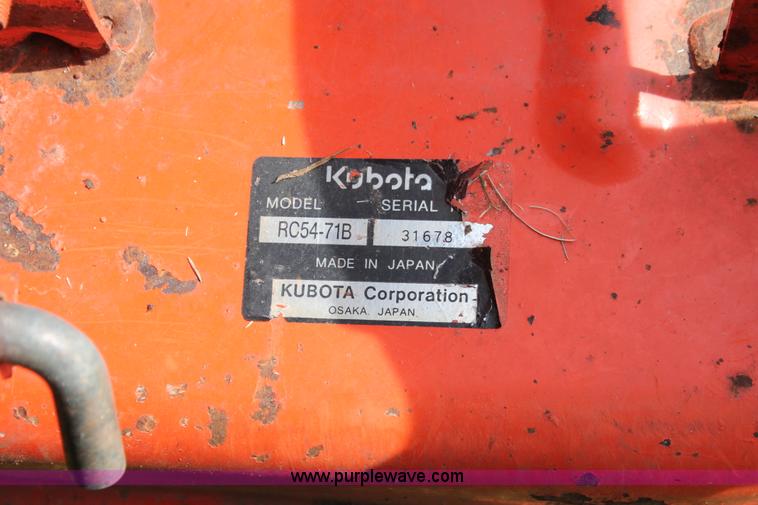 Kubota
MODEL SERIAL
RC54-71B 31678
MADE IN JAPAN
KUBOTA Corporation
OSAKA, JAPAN
www.purplewave.com